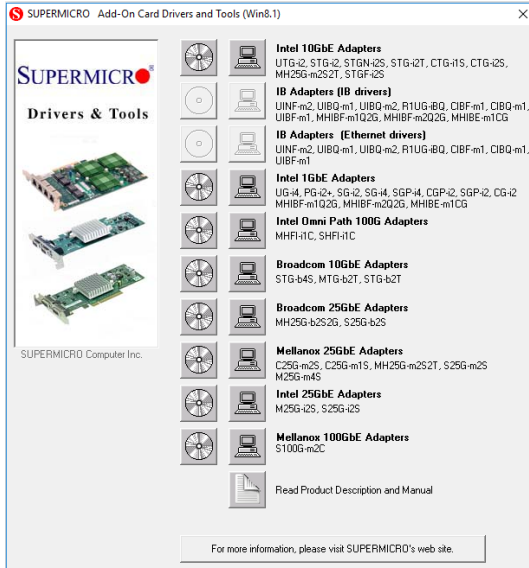 SUPERMICRO Add-On Card Drivers and Tools (Win8.1)
SUPERMICRO
Drivers & Tools
SUPERMICRO Computer Inc.
Intel 10GbE Adapters
UTG-i2, STG-i2, STGN-i2S, STG-i2T, CTG-i1S, CTG-i2S,
MH25G-m2S2T, STGF-i2S
IB Adapters (IB drivers)
UINF-m2, UIBQ-m1, UIBQ-m2, R1UG-iBQ, CIBF-m1, CIBQ-m1,
UIBF-m1, MHIBF-m1Q2G, MHIBF-m2Q2G, MHIBE-m1CG
IB Adapters (Ethernet drivers)
UINF-m2, UIBQ-m1, UIBQ-m2, R1UG-iBQ, CIBF-m1, CIBQ-m1,
UIBF-m1
Intel 1GbE Adapters
UG-i4, PG-i2+, SG-i2, SG-i4, SGP-i4, CGP-i2, SGP-i2, CG-i2
MHIBF-m1Q2G, MHIBF-m2Q2G, MHIBE-m1CG
Intel Omni Path 100G Adapters
MHFI-i1C, SHFI-i1C
Broadcom 10GbE Adapters
STG-b4S, MTG-b2T, STG-b2T
Broadcom 25GbE Adapters
MH25G-b2S2G, S25G-b2S
Mellanox 25GbE Adapters
C25G-m2S, C25G-m1S, MH25G-m2S2T, S25G-m2S
M25G-m4S
Intel 25GbE Adapters
M25G-i2S, S25G-i2S
Mellanox 100GbE Adapters
S100G-m2C
Read Product Description and Manual
For more information, please visit SUPERMICRO's web site.